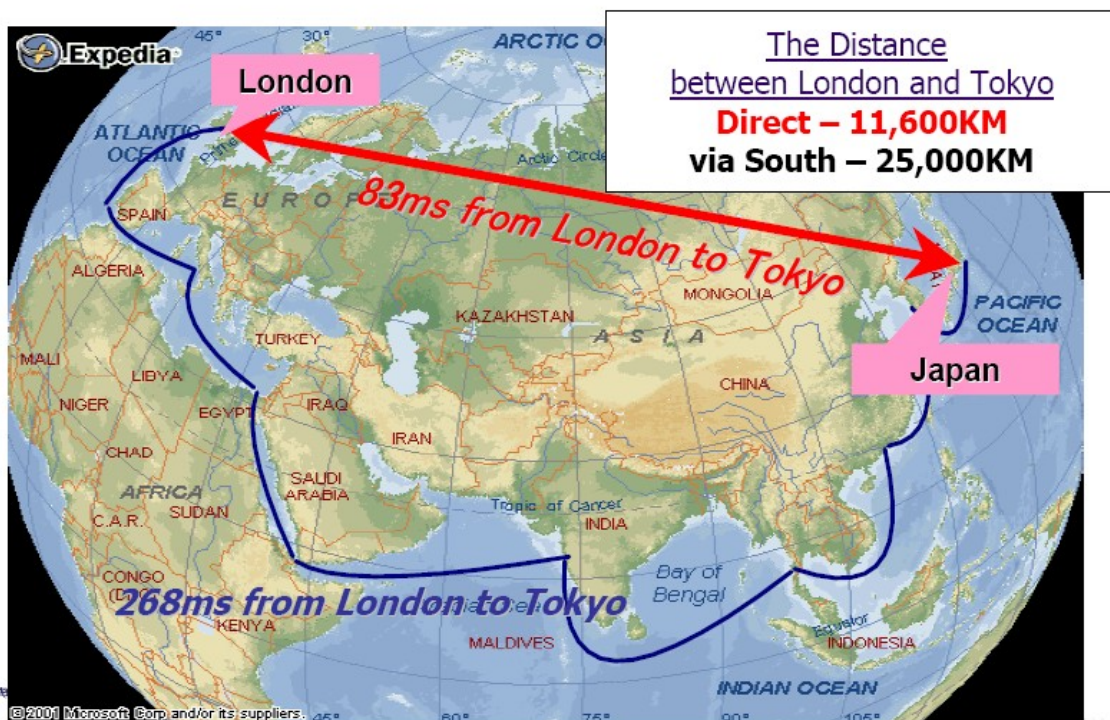 The Distance
between London and Tokyo
Direct – 11,600KM
via South – 25,000KM
Expedia
45°
30°
ARCTIC O
London
ATLANTIC
OCEAN
Prime
Arctic Circle
EUROPE
SPAIN
83ms from London to Tokyo
ALGERIA
MONGOLIA
PACIFIC
OCEAN
KAZAKHSTAN
TURKEY
ASIA
MALI
LIBYA
Japan
CHINA
NIGER
EGYPT
IRAQ
IRAN
CHAD
SAUDI
ARABIA
Tropic of Cancer
AFRICA
SUDAN
INDIA
C.A.R.
Bay of
Bengal
CONGO
268ms from London to Tokyo
KENYA
MALDIVES
Equator
INDONESIA
INDIAN OCEAN
© 2001 Microsoft Corp and/or its suppliers.
45°
60°
75°
90°
105°